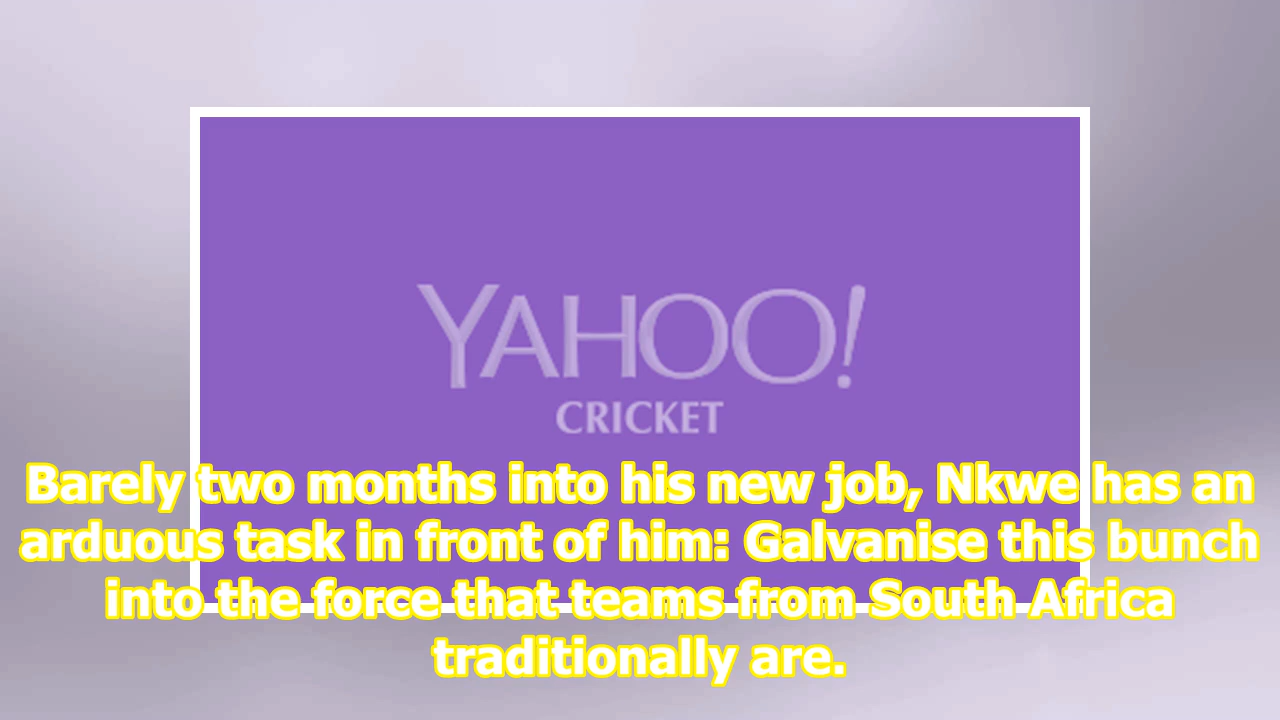 YAHOO!
CRICKET
Barely two months into his new job, Nkwe has an
arduous task in front of him: Galvanise this bunch
into the force that teams from South Africa
traditionally are.